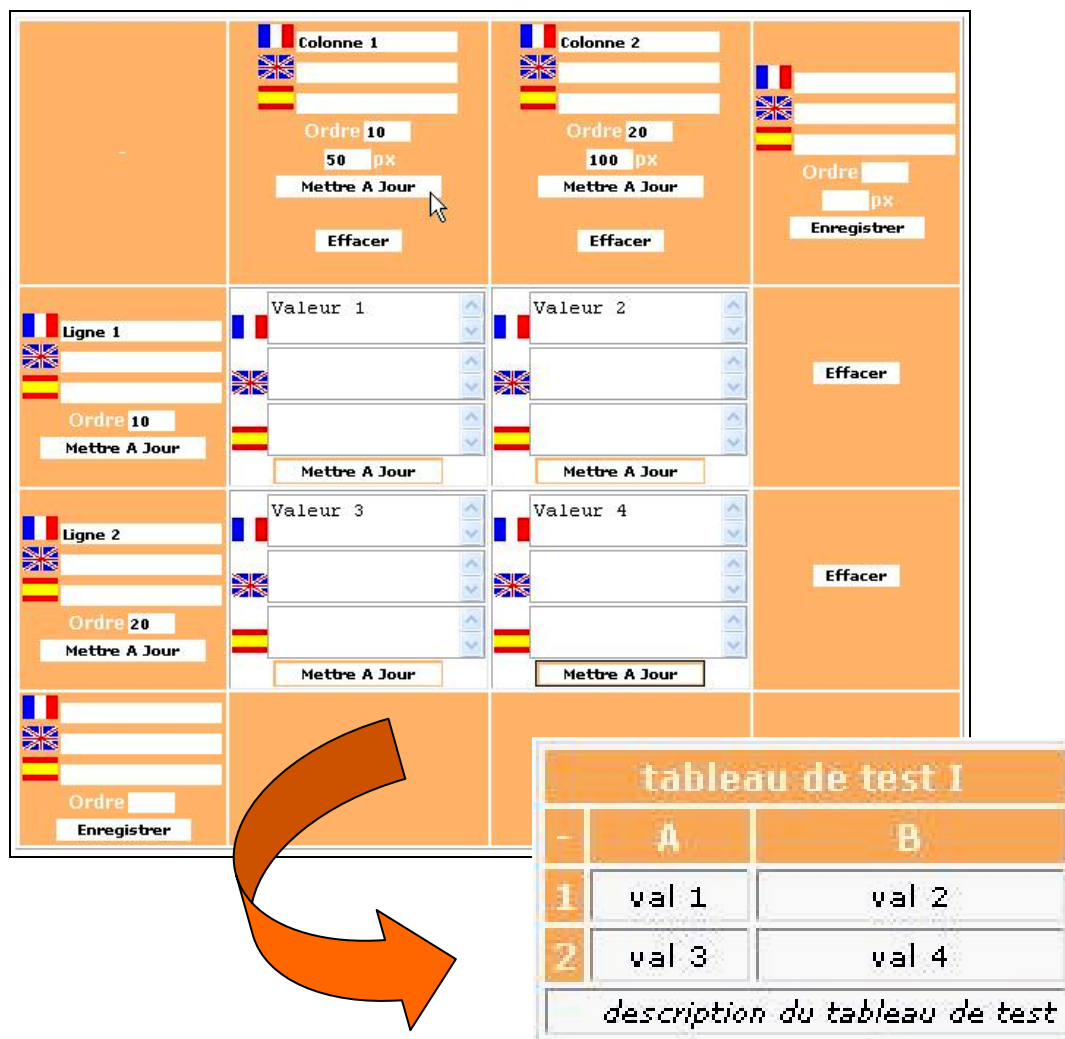 Colonne 1
Ordre 10
50 px
Mettre A Jour
Effacer
Colonne 2
Ordre 20
100 px
Mettre A Jour
Effacer
Ordre
px
Enregistrer
-
Ligne 1
Ordre 10
Mettre A Jour
Valeur 1
Mettre A Jour
Valeur 2
Mettre A Jour
Effacer
Ligne 2
Ordre 20
Mettre A Jour
Valeur 3
Mettre A Jour
Valeur 4
Mettre A Jour
Effacer
Ordre
Enregistrer
tableau de test I
- A B
1 val 1 val 2
2 val 3 val 4
description du tableau de test